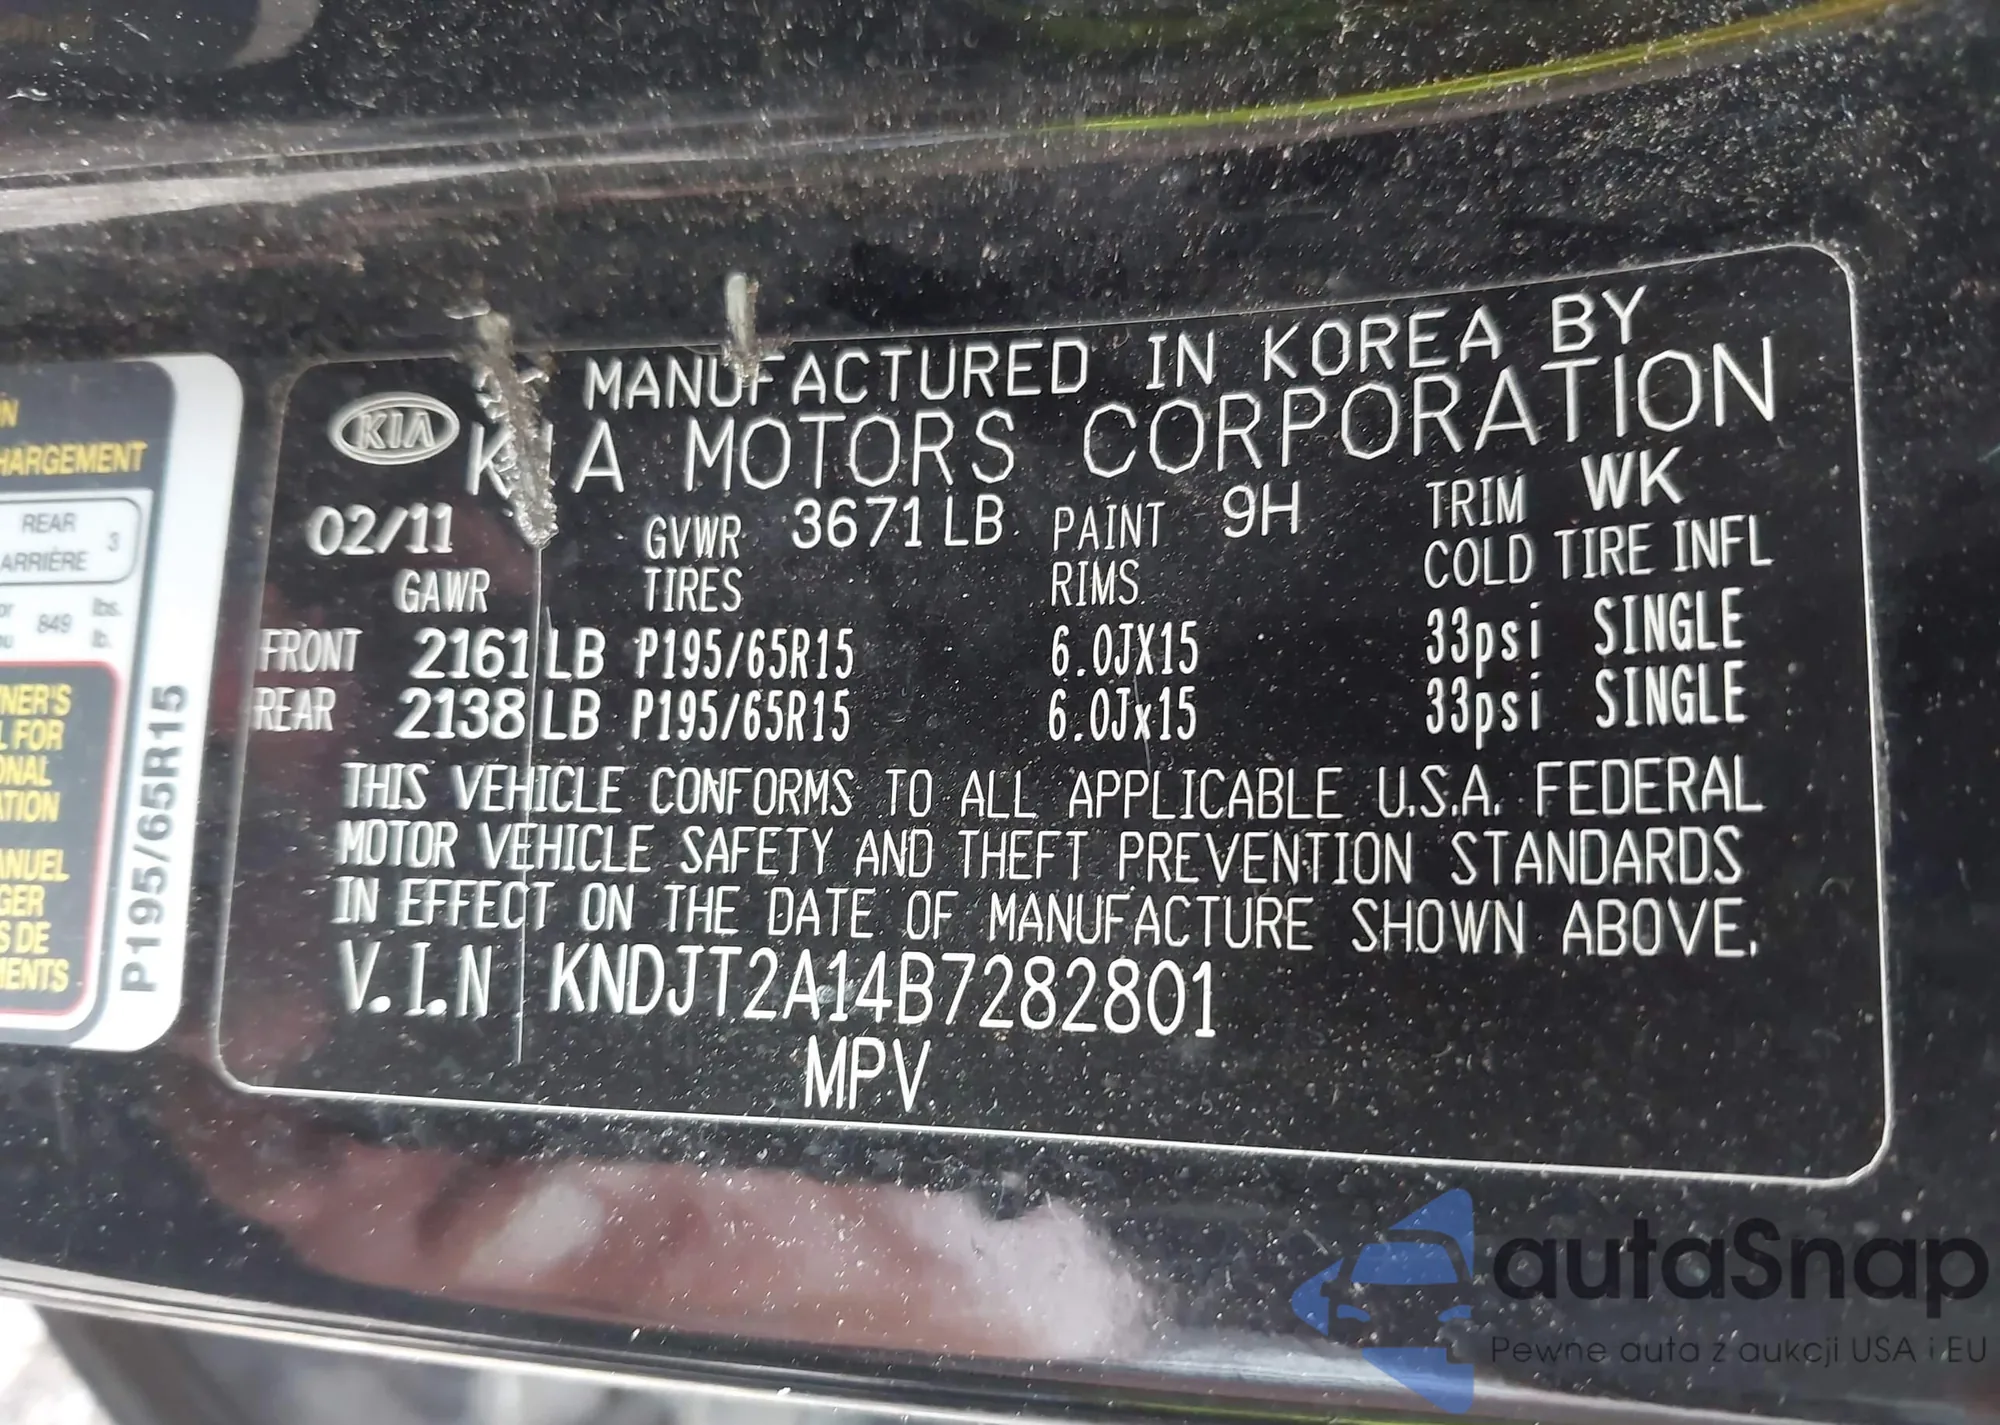 MANUFACTURED IN KOREA BY
KIA KIA MOTORS CORPORATION
02/11 GVWR 3671 LB PAINT 9H TRIM WK
GAWR TIRES RIMS COLD TIRE INFL
FRONT 2161 LB P195/65R15 6.0JX15 33psi SINGLE
REAR 2138 LB P195/65R15 6.0Jx15 33psi SINGLE
THIS VEHICLE CONFORMS TO ALL APPLICABLE U.S.A. FEDERAL
MOTOR VEHICLE SAFETY AND THEFT PREVENTION STANDARDS
IN EFFECT ON THE DATE OF MANUFACTURE SHOWN ABOVE.
V.I.N KNDJT2A14B7282801
MPV
REAR 3
ARRIÈRE
849 lbs.
lb.
L FOR
P195/65R15
autaSnap
Pewne auta z aukcji USA i EU